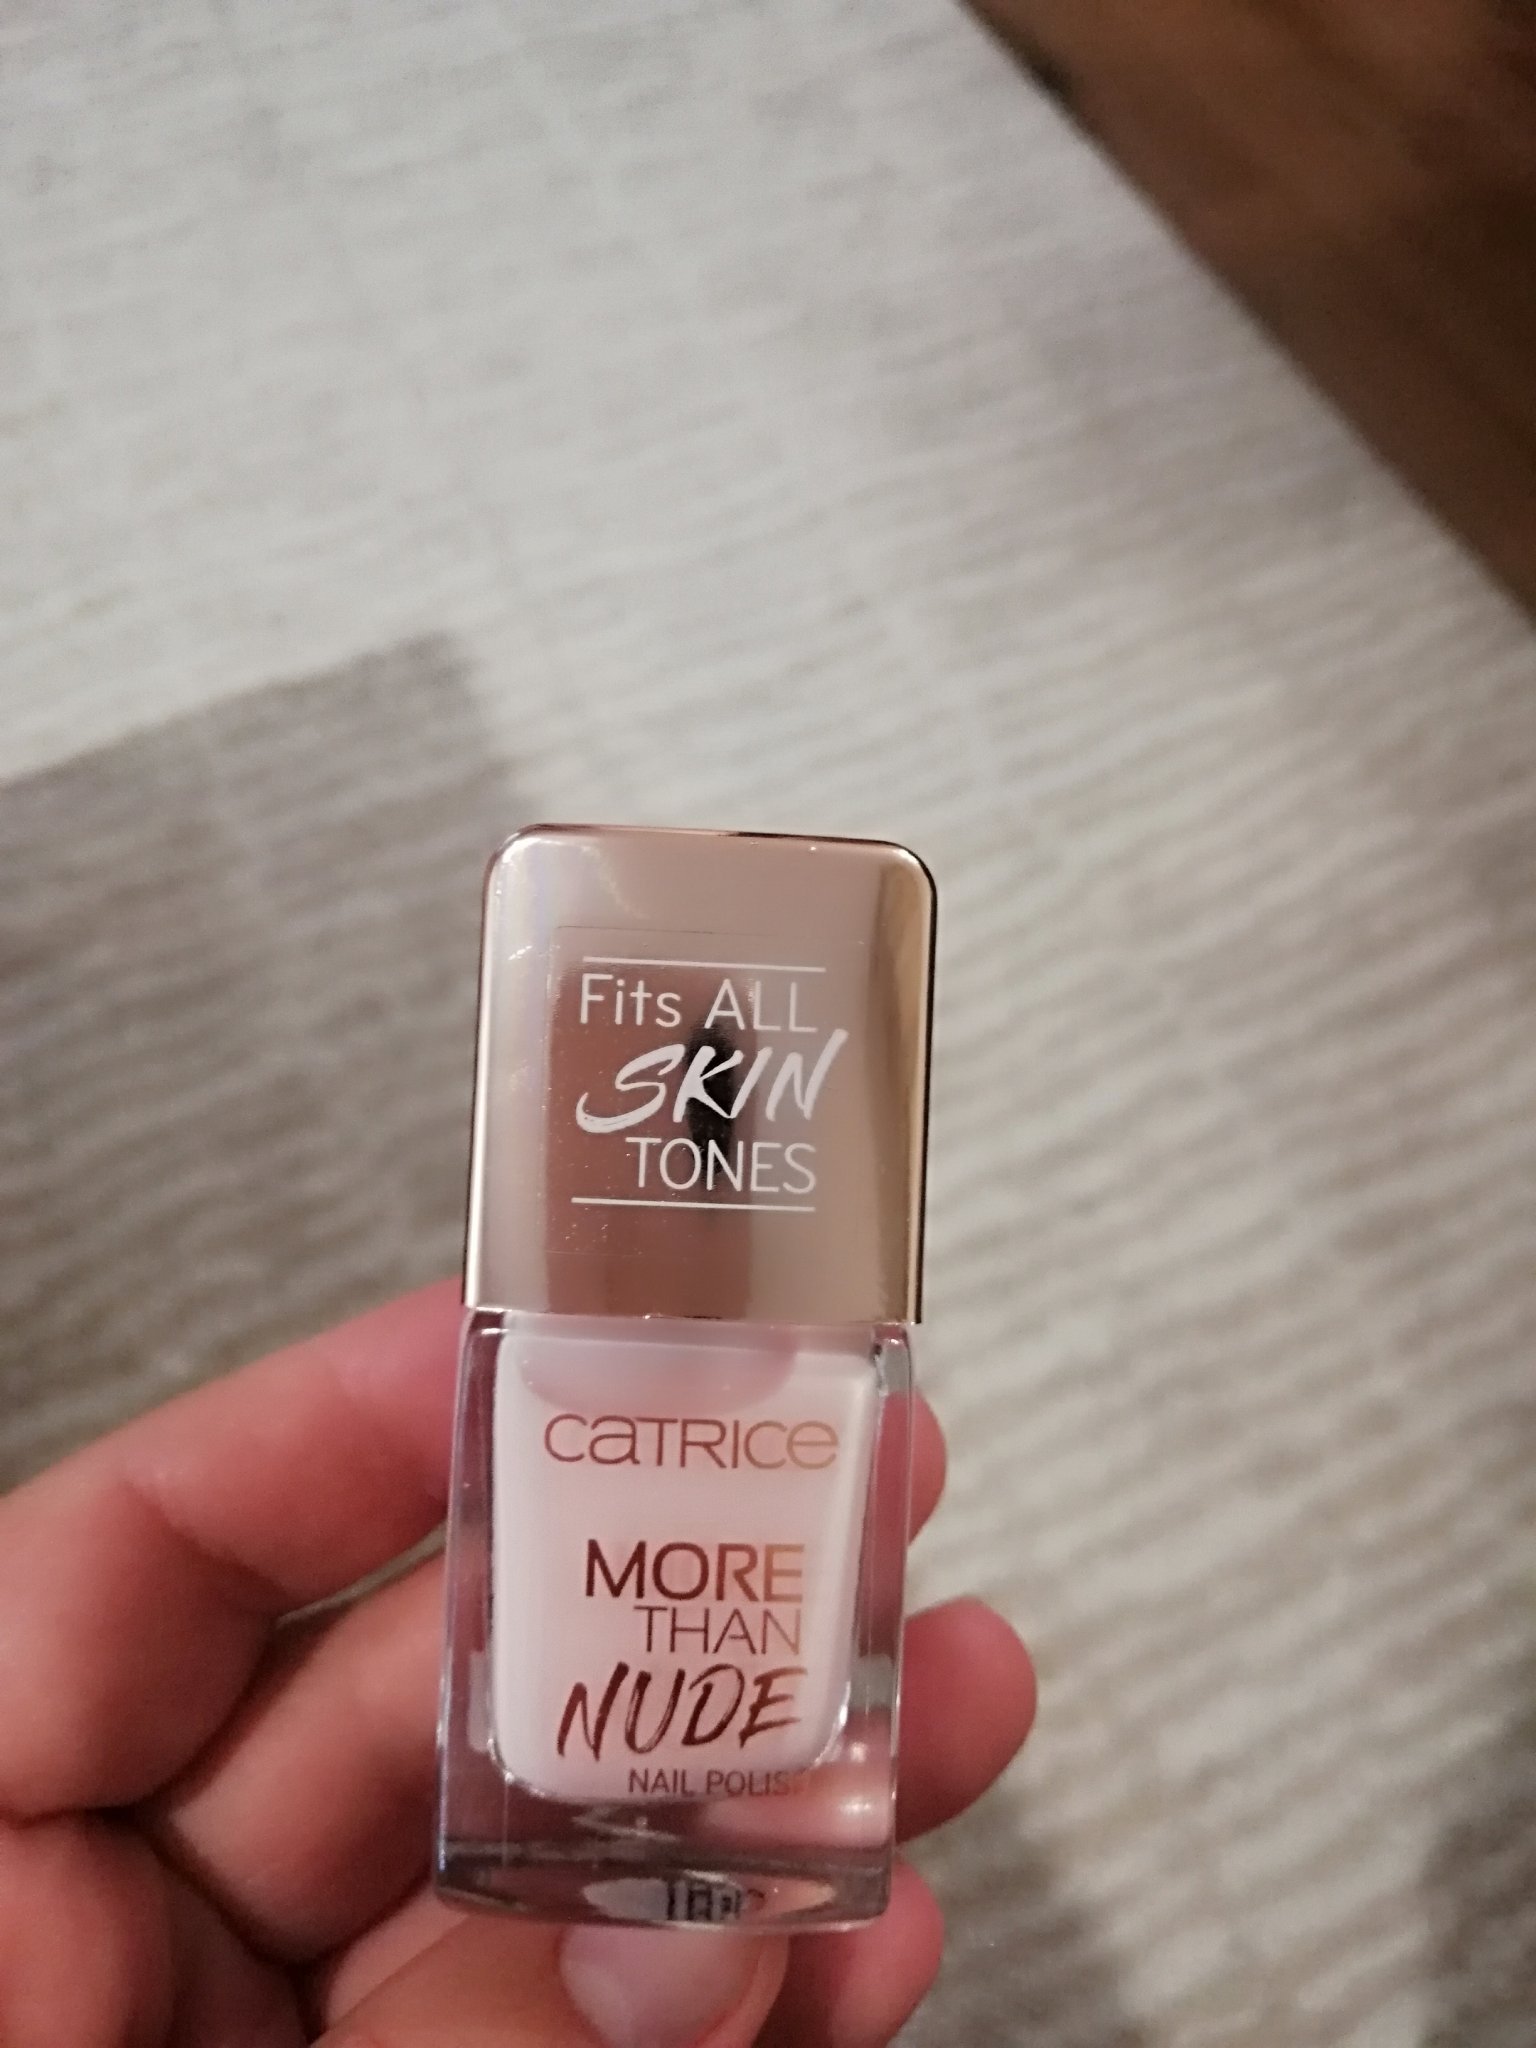 Fits ALL
SKIN
TONES
CATRICE
MORE
THAN
NUDE
NAIL POLISH